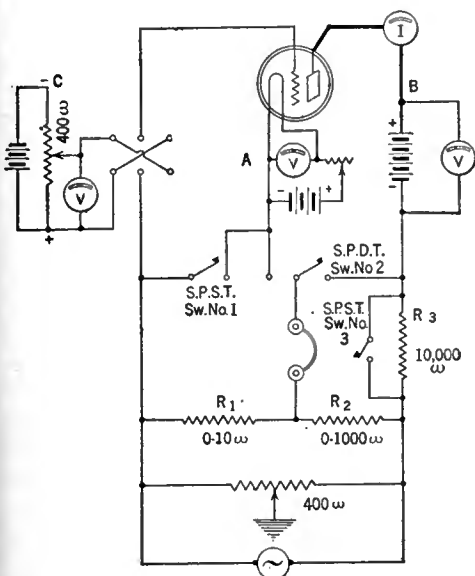 I
- C
400 ω
V
+
A
V
- +
B
+
-
V
S.P.S.T.
Sw.No.1
S.P.D.T.
Sw.No 2
S.P.S.T.
Sw.No.
3
R 3
10,000
ω
R1
0-10 ω
R2
0-1000 ω
400 ω